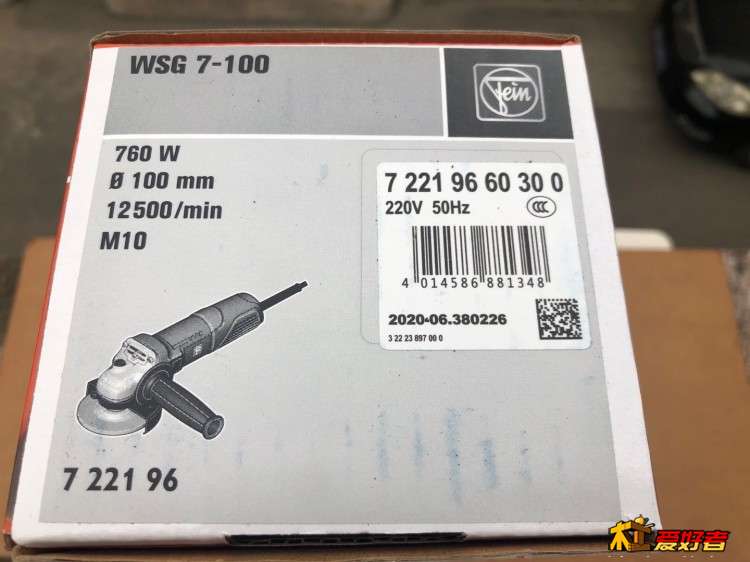 WSG 7-100
fein
760 W
Ø 100 mm
12500/min
M10
7 221 96 60 30 0
220V 50Hz
CCC
4 014586 881348
2020-06.380226
3 22 23 897 00 0
7 221 96
木工爱好者